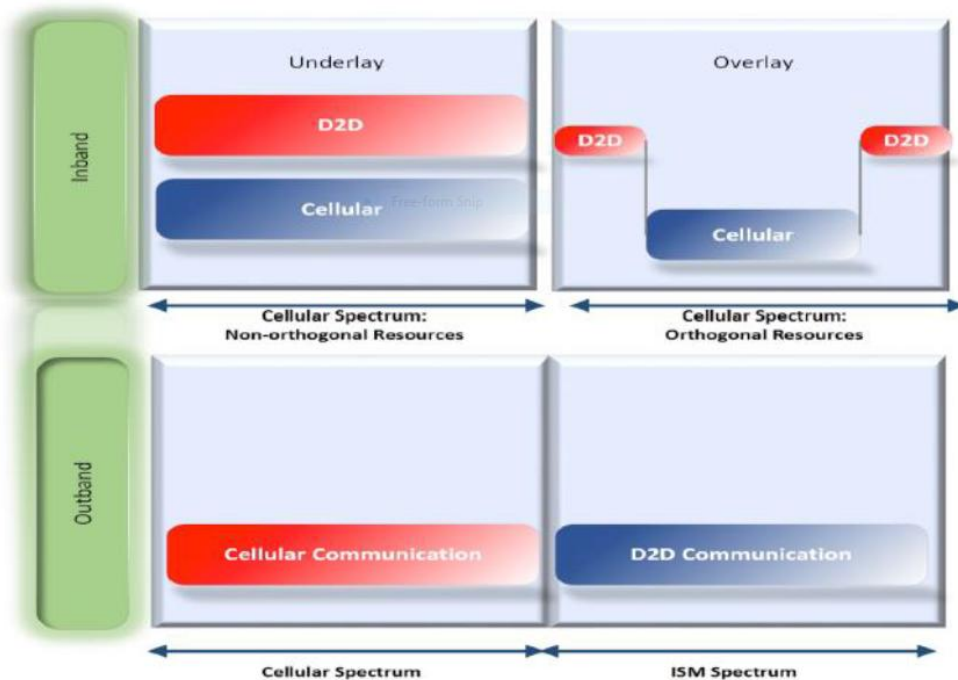 Inband
Underlay
D2D
Cellular
Free-form Snip
Cellular Spectrum:
Non-orthogonal Resources
Overlay
D2D
D2D
Cellular
Cellular Spectrum:
Orthogonal Resources
Outband
Cellular Communication
D2D Communication
Cellular Spectrum
ISM Spectrum